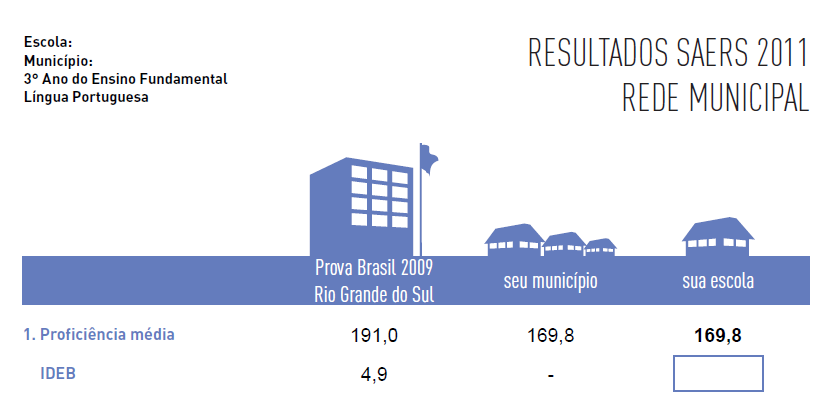 Escola:
Município:
3° Ano do Ensino Fundamental
Língua Portuguesa
RESULTADOS SAERS 2011
REDE MUNICIPAL
Prova Brasil 2009
Rio Grande do Sul
seu município
sua escola
1. Proficiência média 191,0 169,8 169,8
IDEB 4,9 -